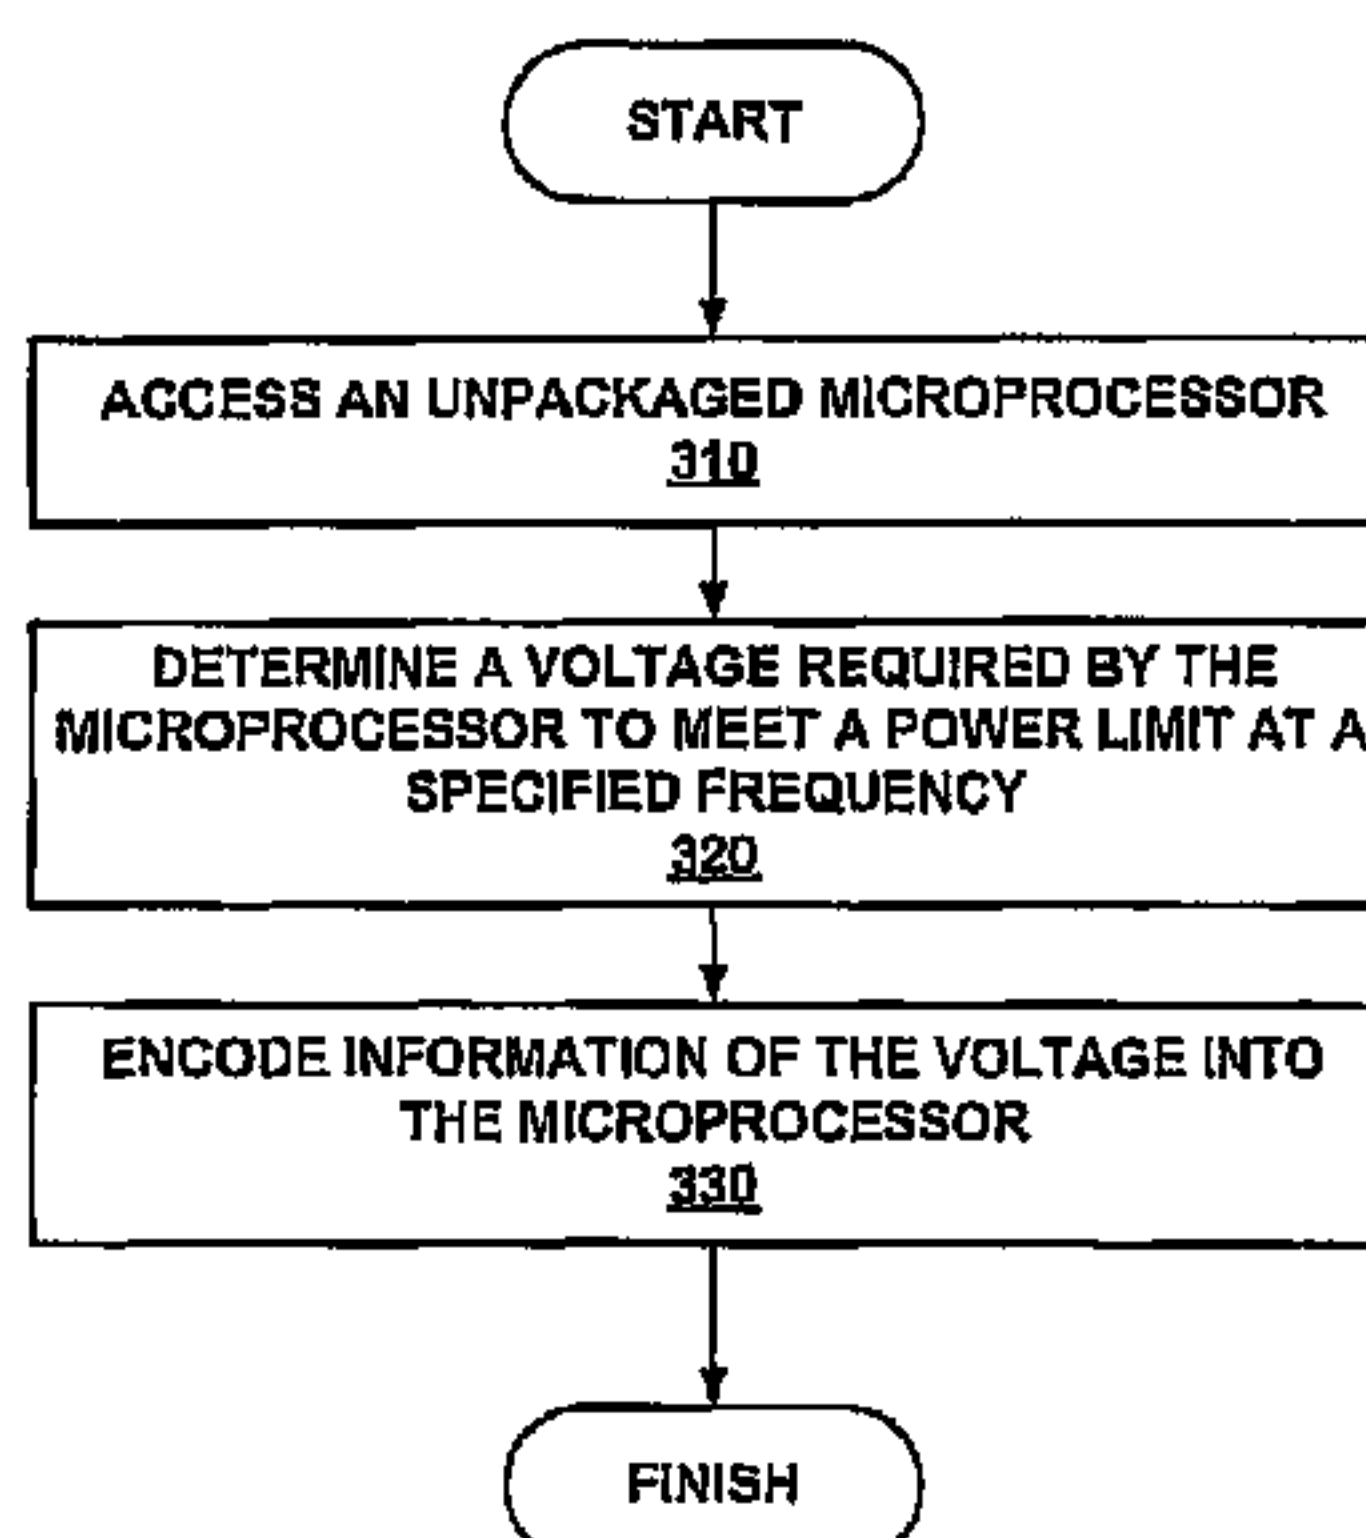 START
ACCESS AN UNPACKAGED MICROPROCESSOR
310
DETERMINE A VOLTAGE REQUIRED BY THE
MICROPROCESSOR TO MEET A POWER LIMIT AT A
SPECIFIED FREQUENCY
320
ENCODE INFORMATION OF THE VOLTAGE INTO
THE MICROPROCESSOR
330
FINISH